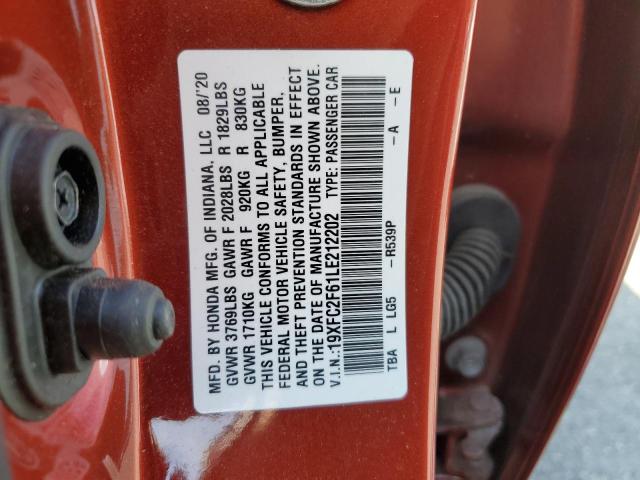 MFD. BY HONDA MFG. OF INDIANA, LLC 08/'20
GVWR 3769LBS GAWR F 2028LBS R 1829LBS
GVWR 1710KG GAWR F 920KG R 830KG
THIS VEHICLE CONFORMS TO ALL APPLICABLE
FEDERAL MOTOR VEHICLE SAFETY, BUMPER,
AND THEFT PREVENTION STANDARDS IN EFFECT
ON THE DATE OF MANUFACTURE SHOWN ABOVE.
V.I.N.:19XFC2F61LE212202 TYPE: PASSENGER CAR
TBA L LG5 -R539P -A -E